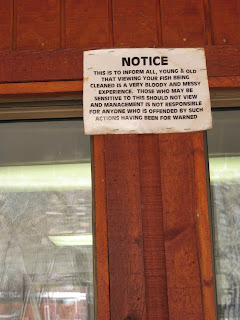 NOTICE
THIS IS TO INFORM ALL, YOUNG & OLD
THAT VIEWING YOUR FISH BEING
CLEANED IS A VERY BLOODY AND MESSY
EXPERIENCE. THOSE WHO MAY BE
SENSITIVE TO THIS SHOULD NOT VIEW
AND MANAGEMENT IS NOT RESPONSIBLE
FOR ANYONE WHO IS OFFENDED BY SUCH
ACTIONS HAVING BEEN FOR WARNED